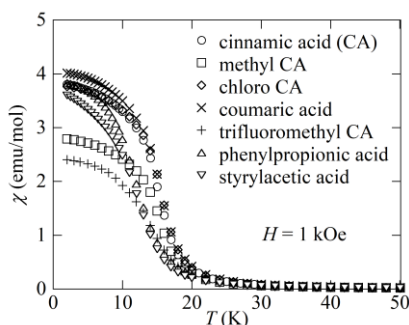 5
4
3
2
1
0
0 10 20 30 40 50
χ (emu/mol)
T (K)
cinnamic acid (CA)
methyl CA
chloro CA
coumaric acid
trifluoromethyl CA
phenylpropionic acid
styrylacetic acid
H = 1 kOe